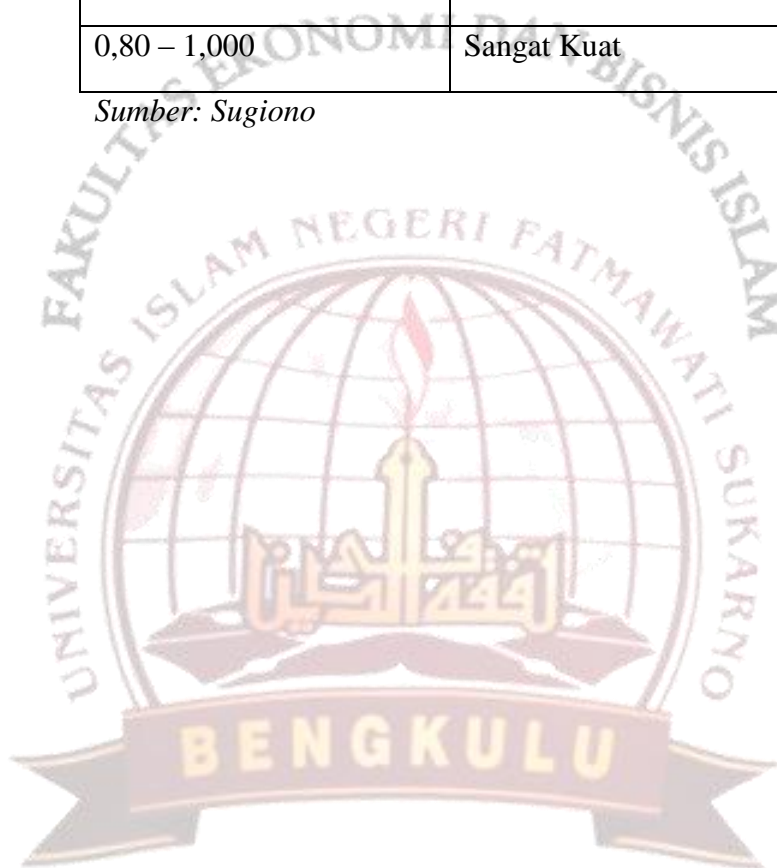 0,80 – 1,000 Sangat Kuat
Sumber: Sugiono
FAKULTAS EKONOMI DAN BISNIS ISLAM
UNIVERSITAS ISLAM NEGERI FATMAWATI SUKARNO
BENGKULU